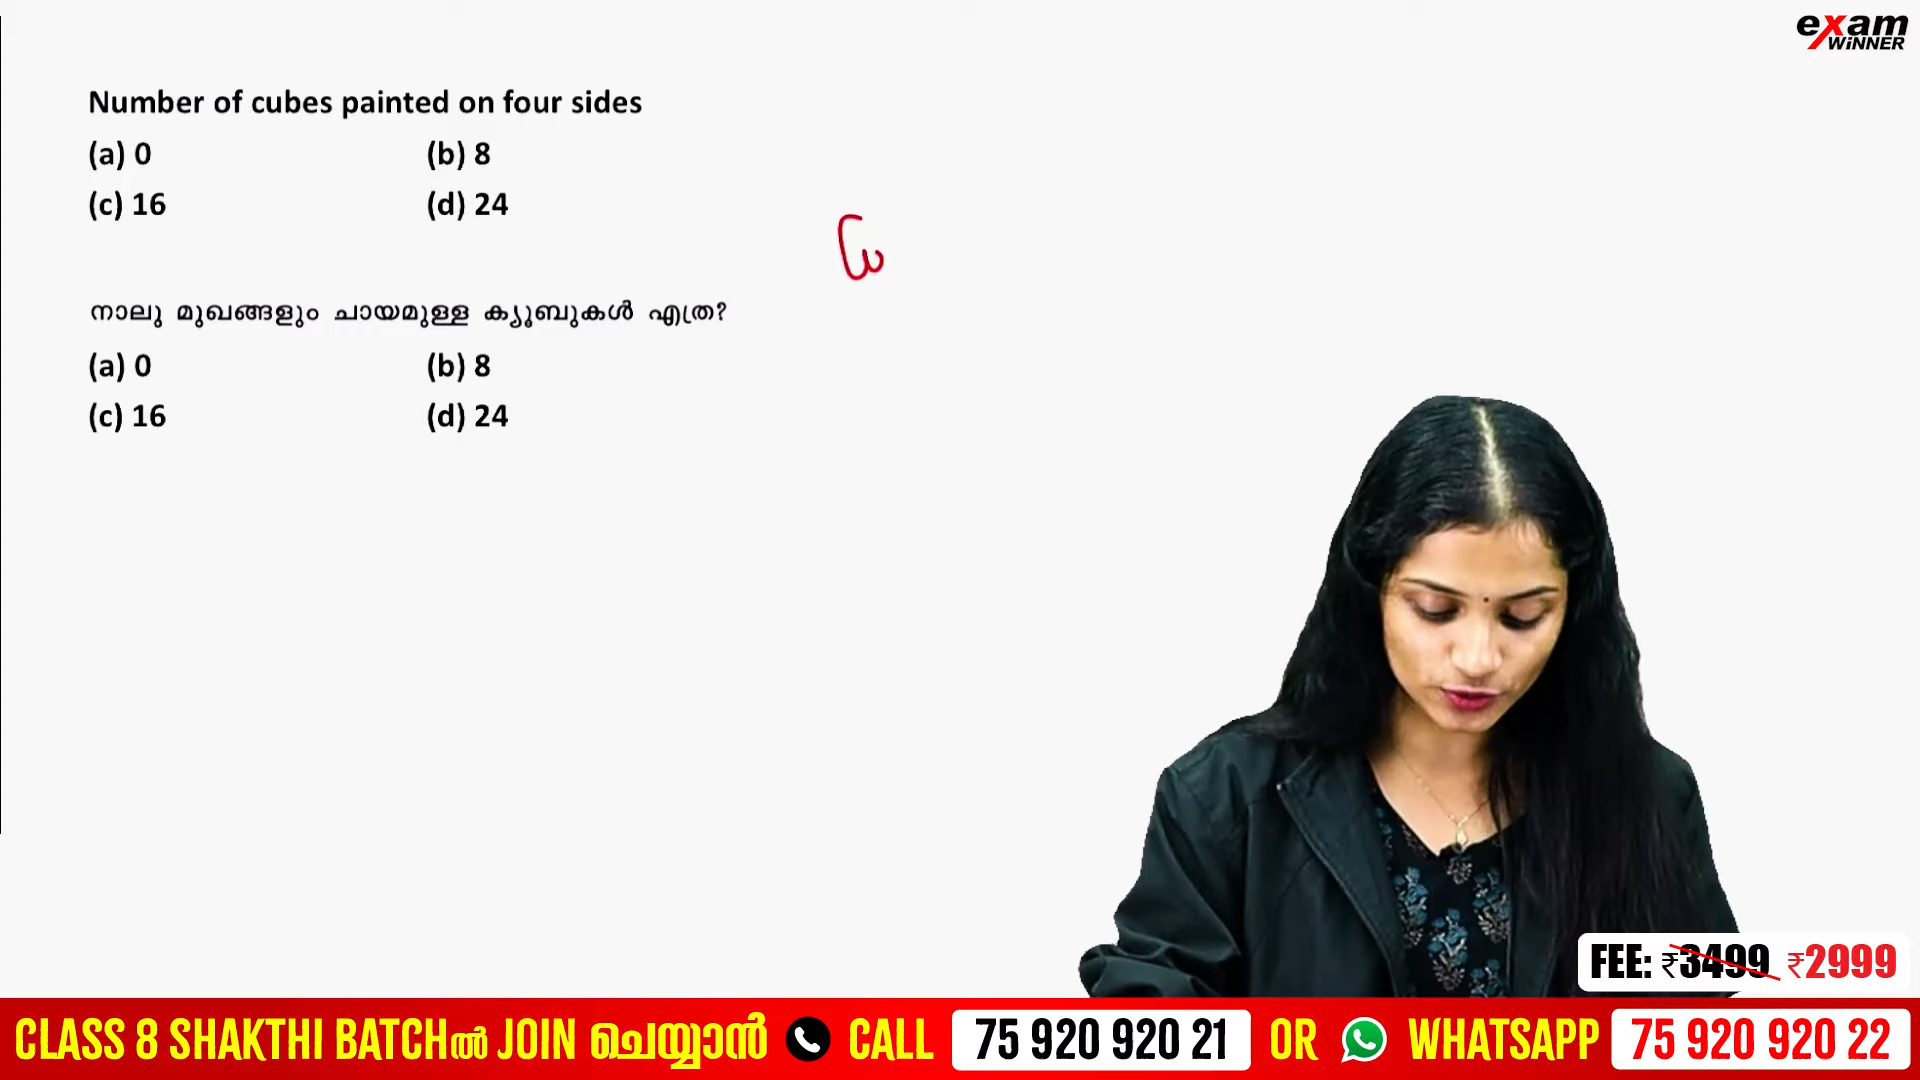 exam
WINNER
Number of cubes painted on four sides
(a) 0 (b) 8
(c) 16 (d) 24
നാലു മുഖങ്ങളും ചായമുള്ള ക്യൂബുകൾ എത്ര?
(a) 0 (b) 8
(c) 16 (d) 24
FEE: ₹3499 ₹2999
CLASS 8 SHAKTHI BATCHൽ JOIN ചെയ്യാൻ CALL 75 920 920 21 OR WHATSAPP 75 920 920 22